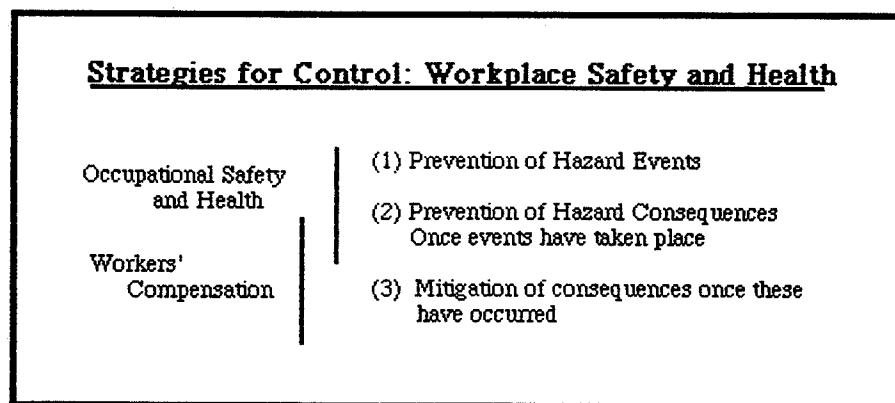 Strategies for Control: Workplace Safety and Health
Occupational Safety
and Health
Workers'
Compensation
(1) Prevention of Hazard Events
(2) Prevention of Hazard Consequences
Once events have taken place
(3) Mitigation of consequences once these
have occurred